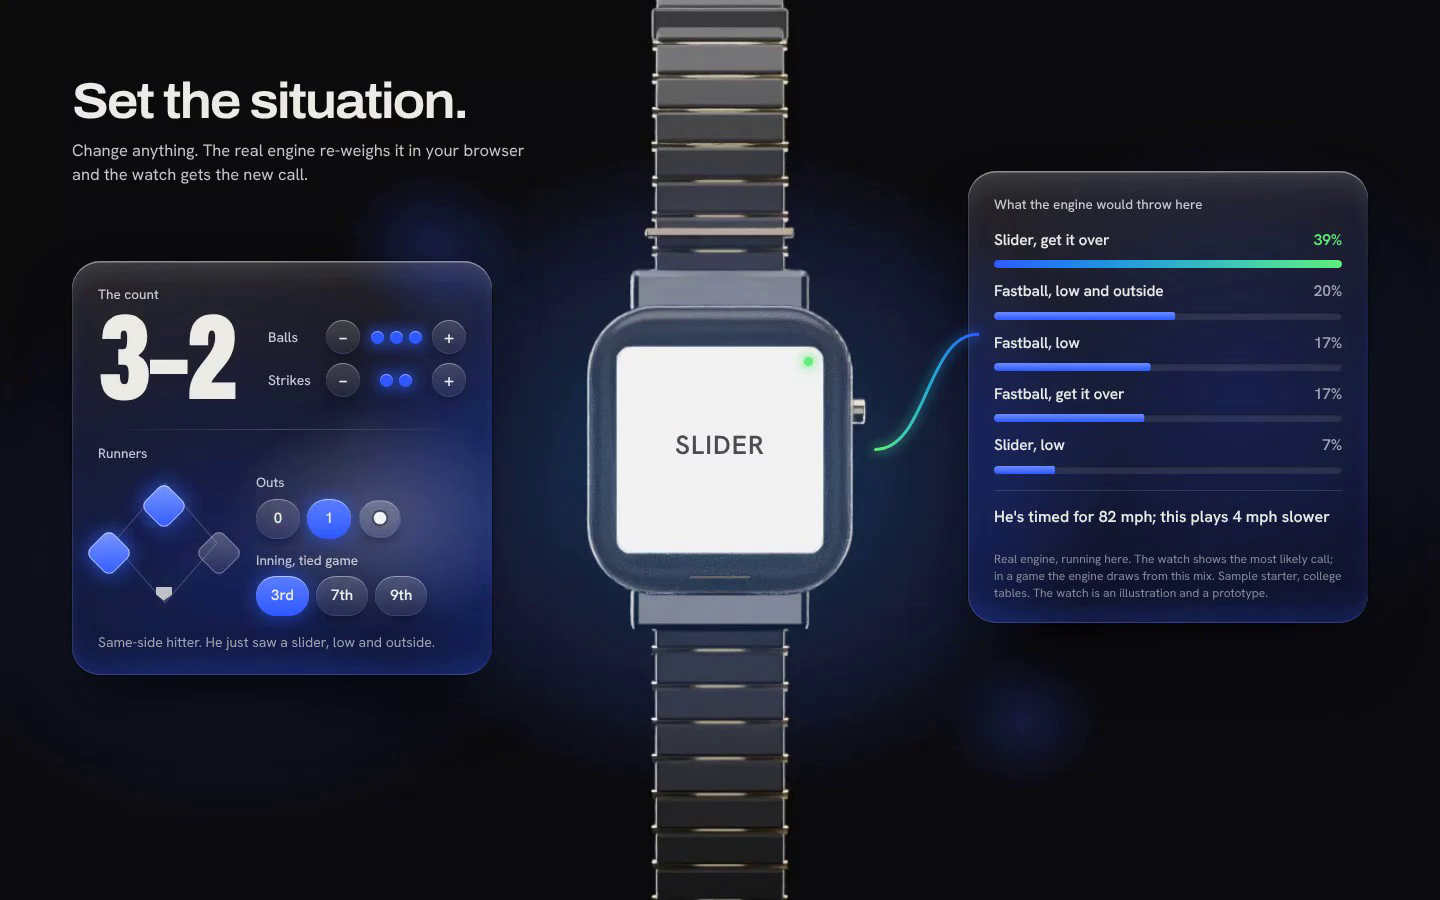 Set the situation.
Change anything. The real engine re-weighs it in your browser
and the watch gets the new call.
The count
3–2
Balls
–
+
Strikes
–
+
Runners
Outs
0
1
Inning, tied game
3rd
7th
9th
Same-side hitter. He just saw a slider, low and outside.
SLIDER
What the engine would throw here
Slider, get it over 39%
Fastball, low and outside 20%
Fastball, low 17%
Fastball, get it over 17%
Slider, low 7%
He's timed for 82 mph; this plays 4 mph slower
Real engine, running here. The watch shows the most likely call;
in a game the engine draws from this mix. Sample starter, college
tables. The watch is an illustration and a prototype.